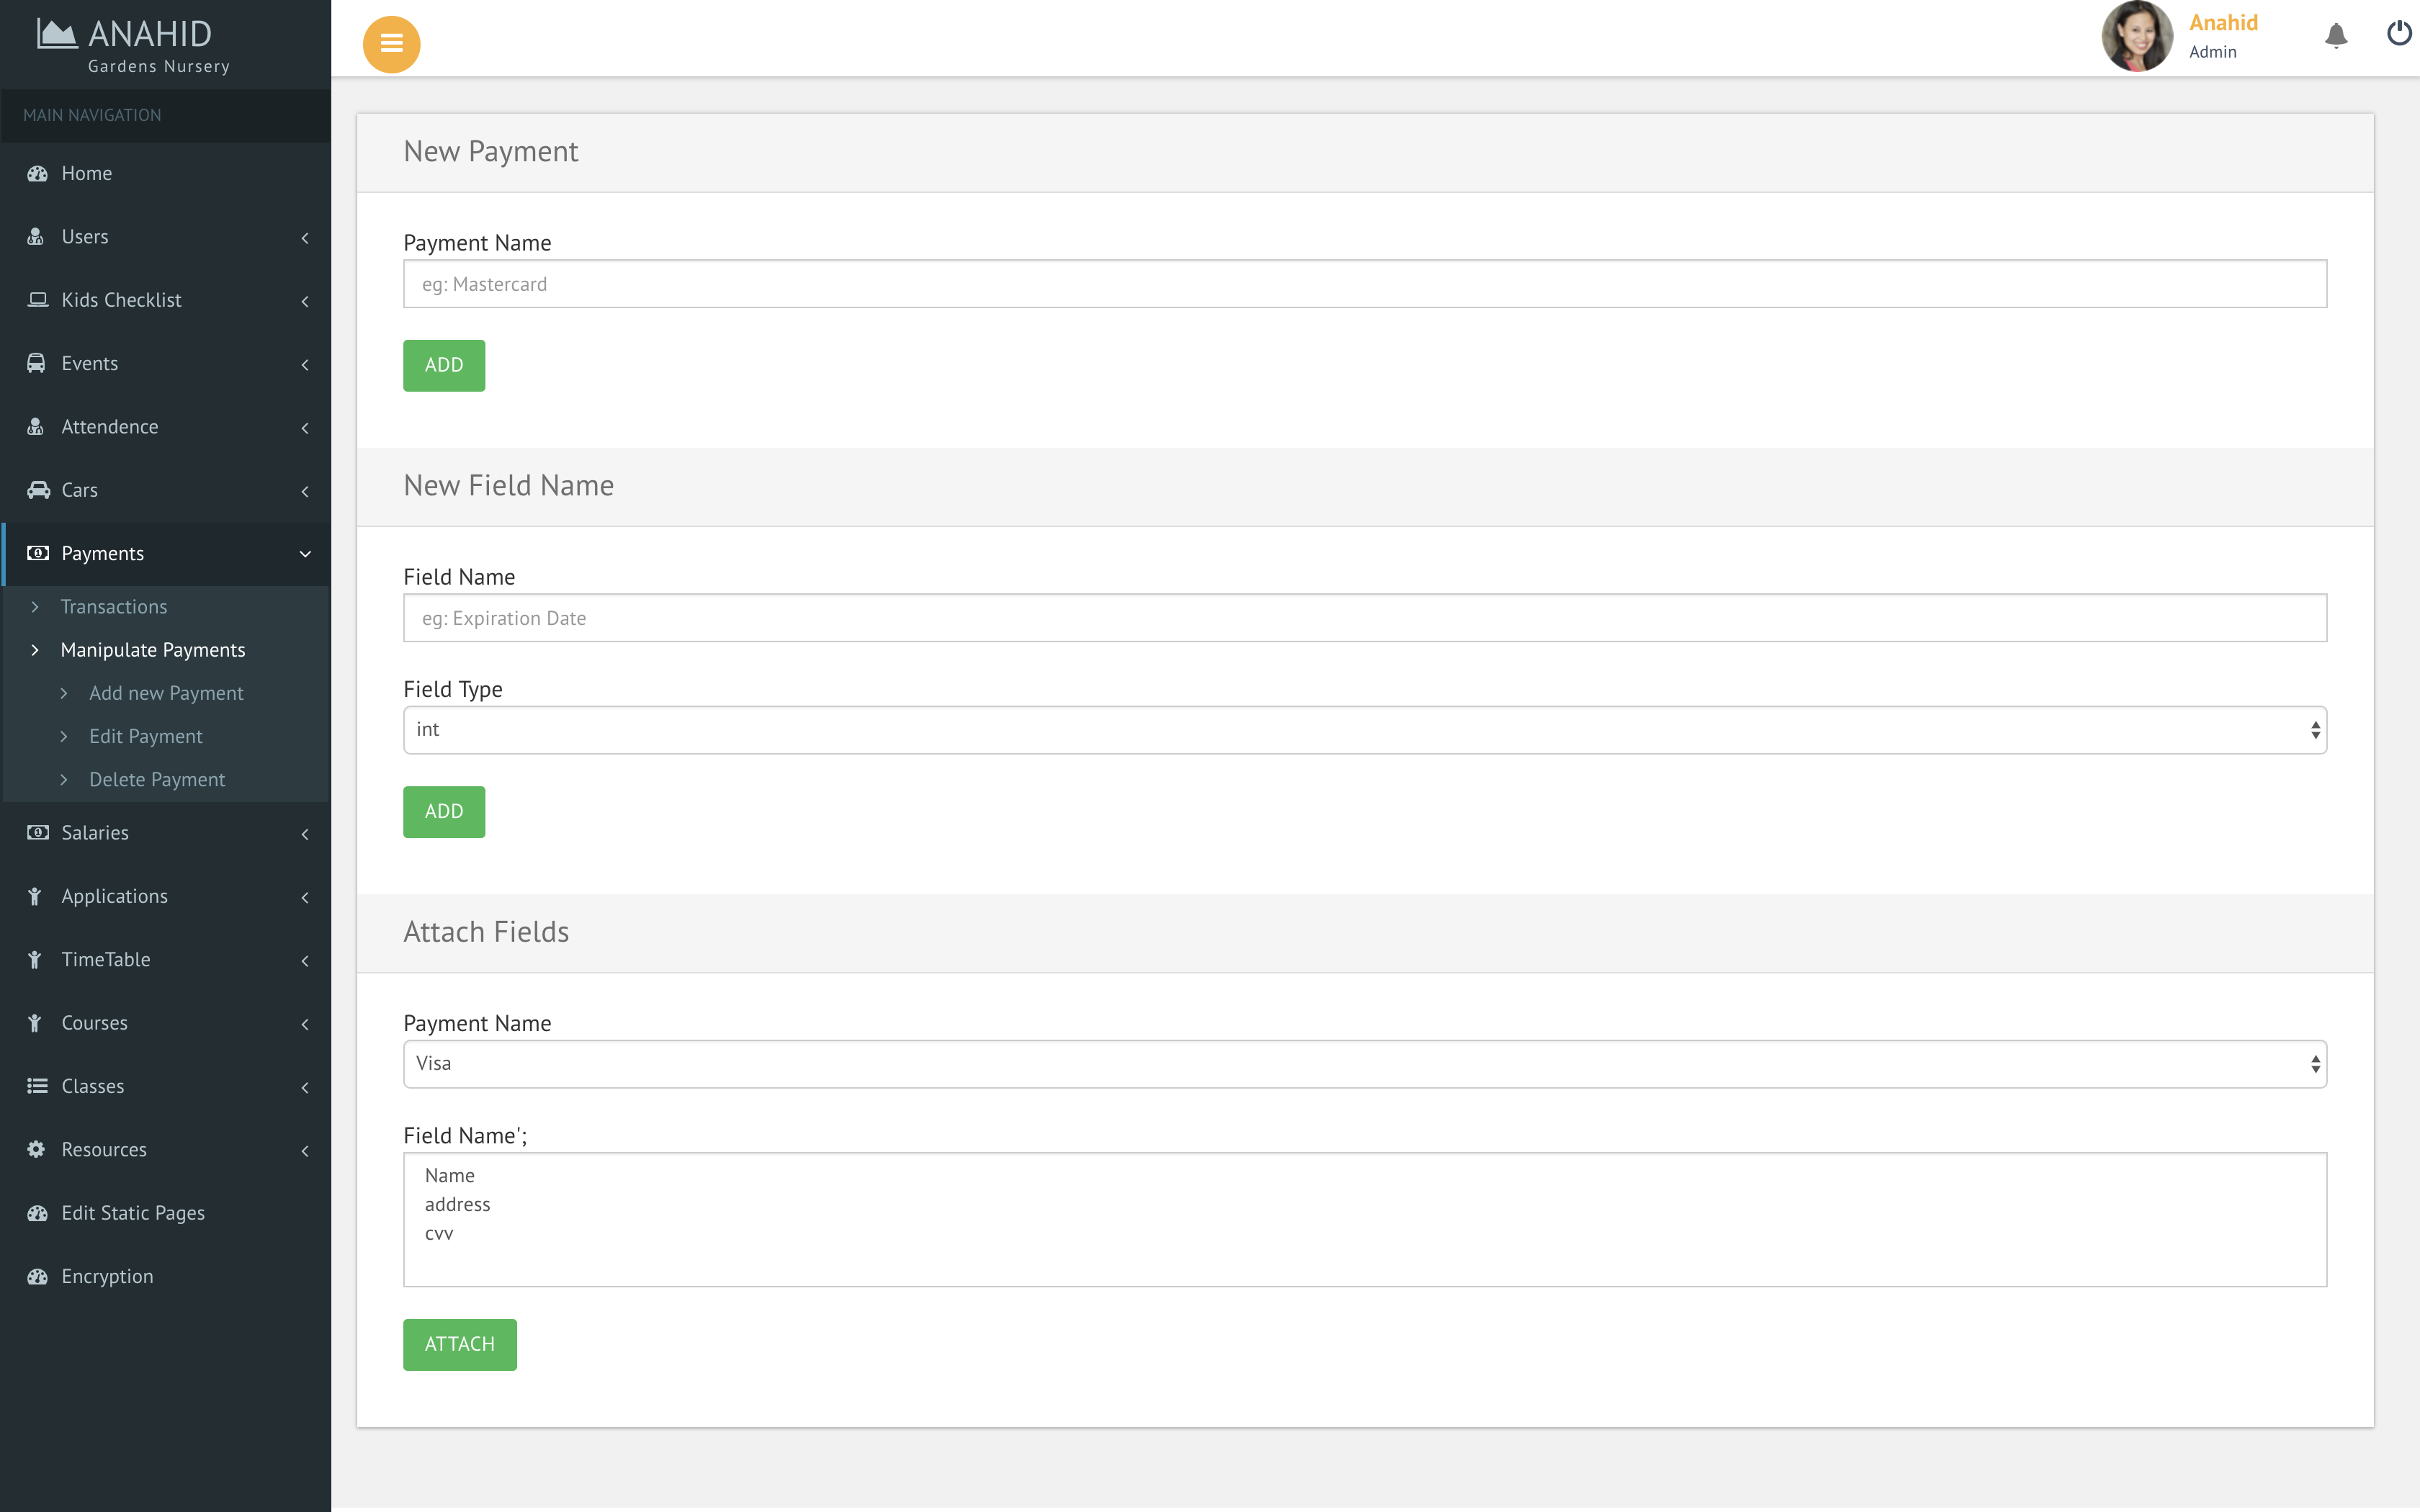 ANAHID
Gardens Nursery
MAIN NAVIGATION
Home
Users
Kids Checklist
Events
Attendence
Cars
Payments
Transactions
Manipulate Payments
Add new Payment
Edit Payment
Delete Payment
Salaries
Applications
TimeTable
Courses
Classes
Resources
Edit Static Pages
Encryption
Anahid
Admin
New Payment
Payment Name
eg: Mastercard
ADD
New Field Name
Field Name
eg: Expiration Date
Field Type
int
ADD
Attach Fields
Payment Name
Visa
Field Name';
Name
address
cvv
ATTACH